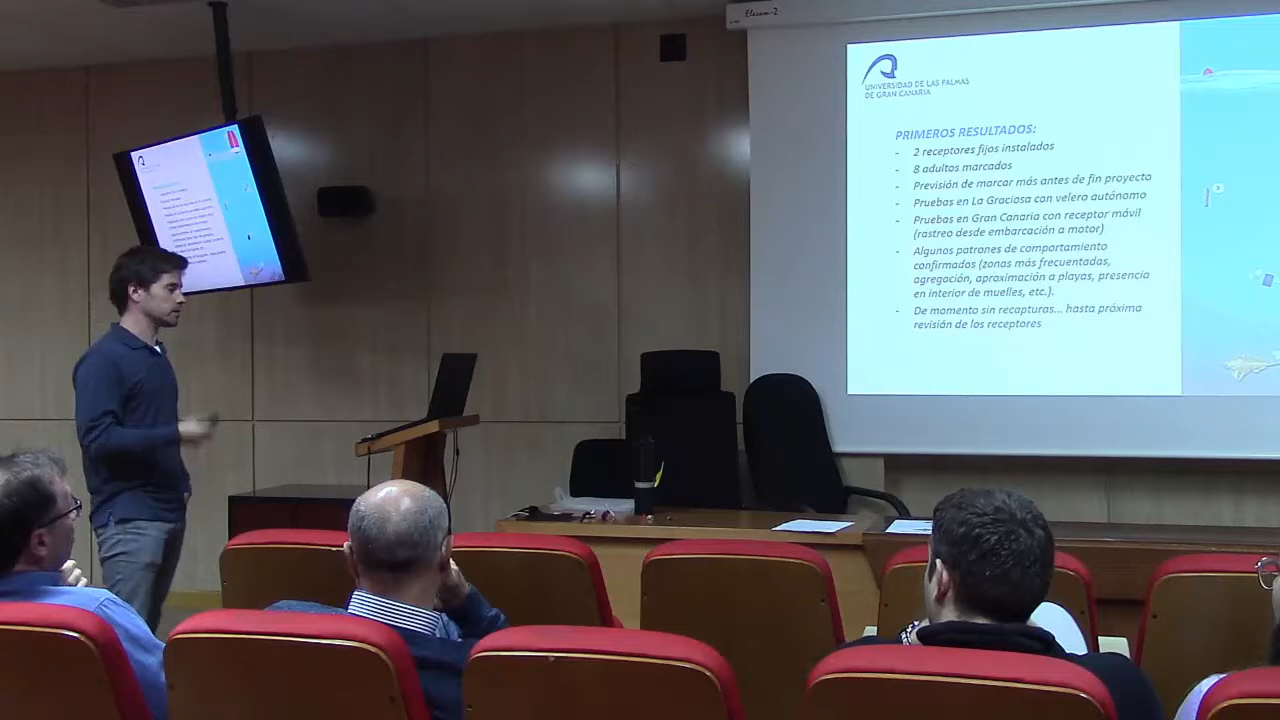 Elecam-2
UNIVERSIDAD DE LAS PALMAS
DE GRAN CANARIA
PRIMEROS RESULTADOS:
- 2 receptores fijos instalados
- 8 adultos marcados
- Previsión de marcar más antes de fin proyecto
- Pruebas en La Graciosa con velero autónomo
- Pruebas en Gran Canaria con receptor móvil
(rastreo desde embarcación a motor)
- Algunos patrones de comportamiento
confirmados (zonas más frecuentadas,
agregación, aproximación a playas, presencia
en interior de muelles, etc.).
- De momento sin recapturas... hasta próxima
revisión de los receptores